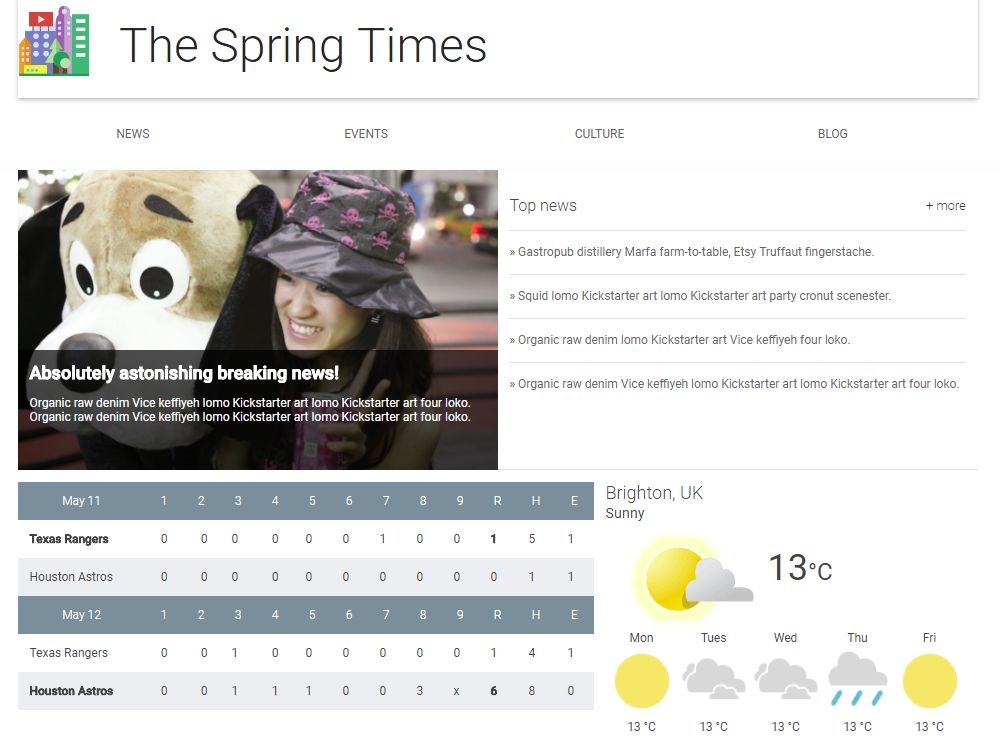 The Spring Times
NEWS EVENTS CULTURE BLOG
Top news + more
» Gastropub distillery Marfa farm-to-table, Etsy Truffaut fingerstache.
» Squid lomo Kickstarter art lomo Kickstarter art party cronut scenester.
» Organic raw denim lomo Kickstarter art Vice keffiyeh four loko.
» Organic raw denim Vice keffiyeh lomo Kickstarter art lomo Kickstarter art four loko.
Absolutely astonishing breaking news!
Organic raw denim Vice keffiyeh lomo Kickstarter art lomo Kickstarter art four loko.
Organic raw denim Vice keffiyeh lomo Kickstarter art lomo Kickstarter art four loko.
May 11 1 2 3 4 5 6 7 8 9 R H E
Texas Rangers 0 0 0 0 0 0 1 0 0 1 5 1
Houston Astros 0 0 0 0 0 0 0 0 0 0 1 1
May 12 1 2 3 4 5 6 7 8 9 R H E
Texas Rangers 0 0 1 0 0 0 0 0 0 1 4 1
Houston Astros 0 0 1 1 1 0 0 3 x 6 8 0
Brighton, UK
Sunny
13°C
Mon Tues Wed Thu Fri
13 °C 13 °C 13 °C 13 °C 13 °C